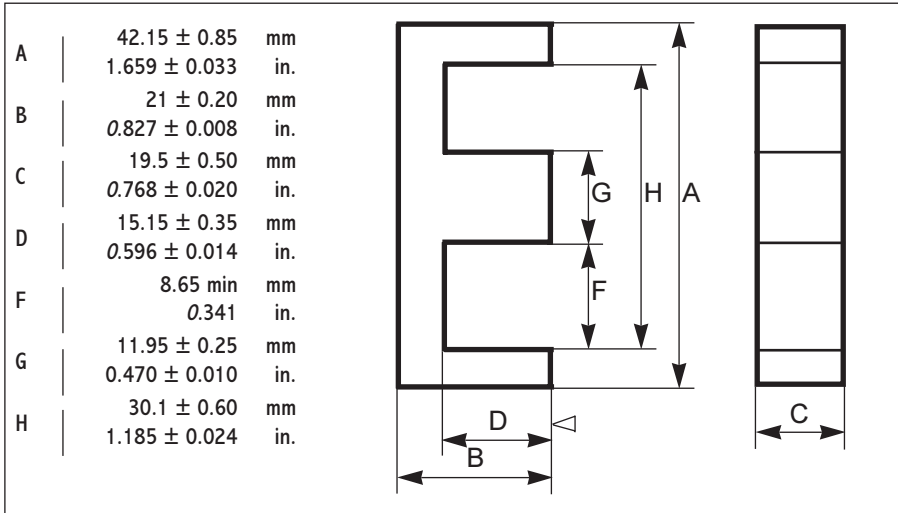 A 42.15 ± 0.85 mm
1.659 ± 0.033 in.
B 21 ± 0.20 mm
0.827 ± 0.008 in.
C 19.5 ± 0.50 mm
0.768 ± 0.020 in.
D 15.15 ± 0.35 mm
0.596 ± 0.014 in.
F 8.65 min mm
0.341 in.
G 11.95 ± 0.25 mm
0.470 ± 0.010 in.
H 30.1 ± 0.60 mm
1.185 ± 0.024 in.
G H A
F
D
B
C